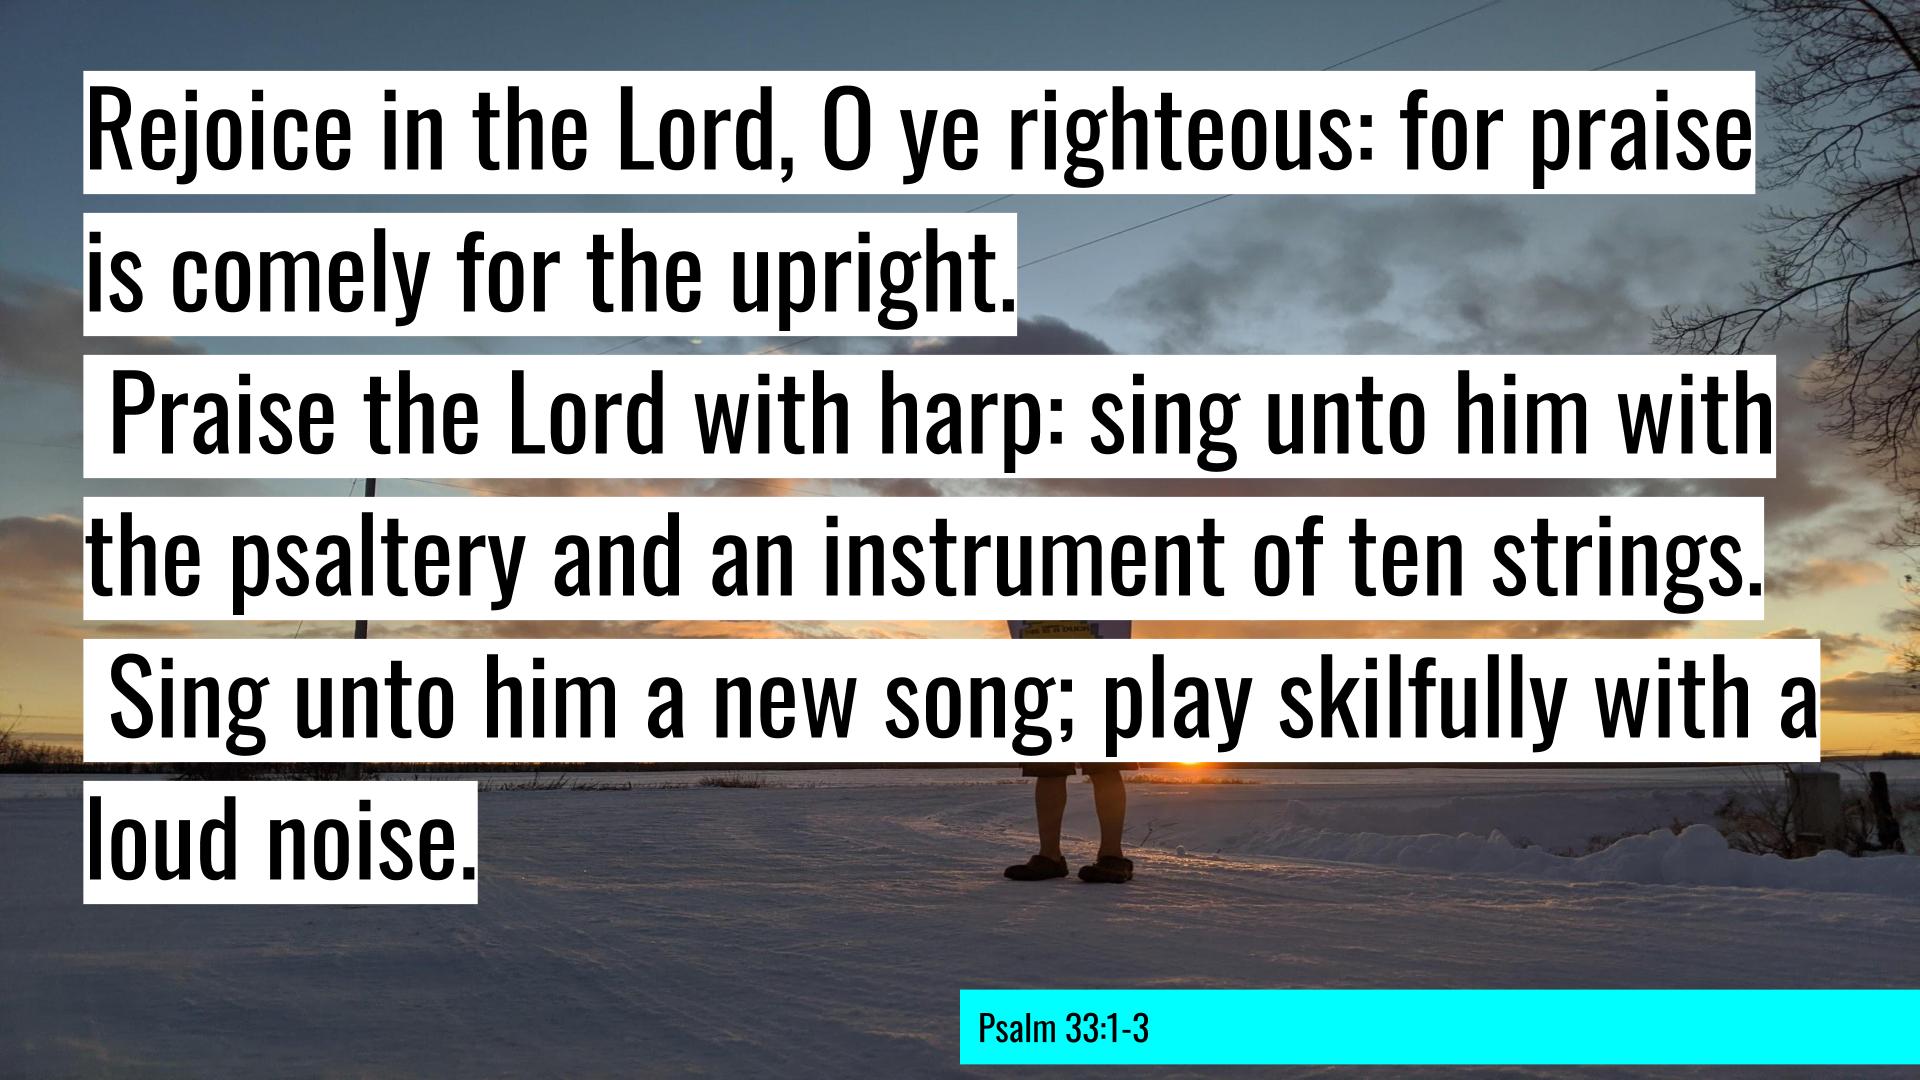 Rejoice in the Lord, O ye righteous: for praise
is comely for the upright.
Praise the Lord with harp: sing unto him with
the psaltery and an instrument of ten strings.
Sing unto him a new song; play skilfully with a
loud noise.
Psalm 33:1-3